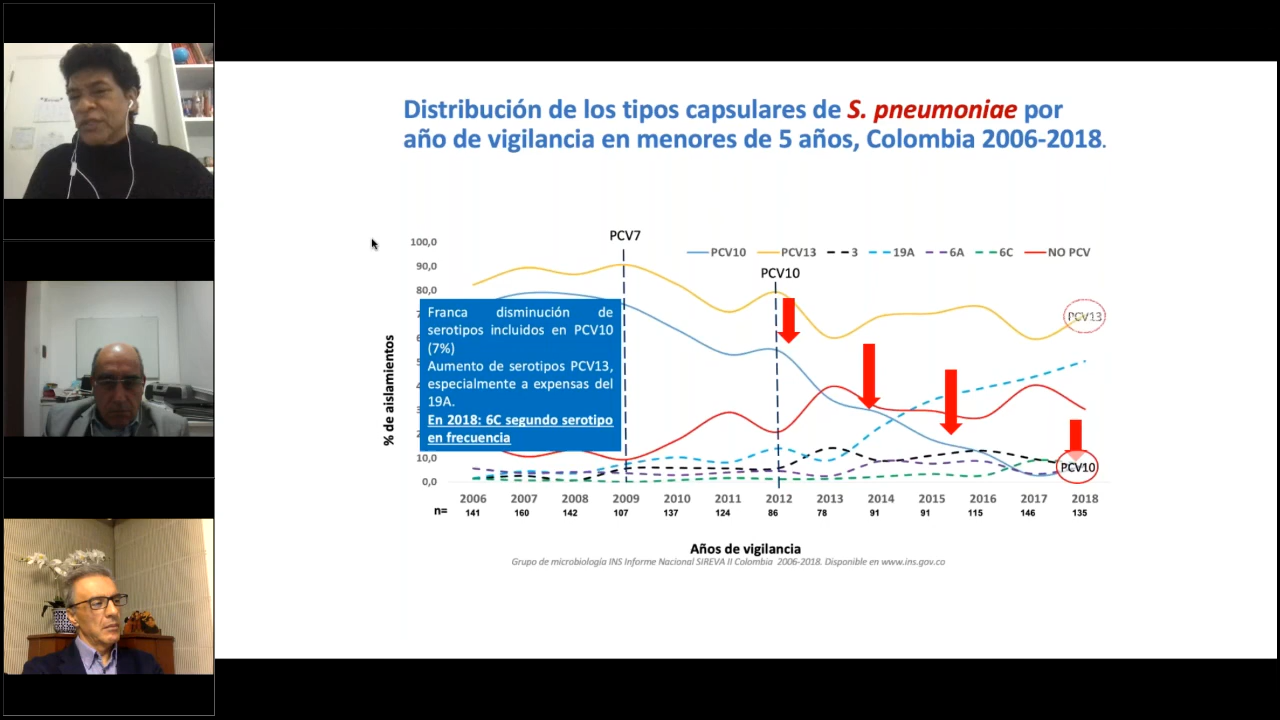 Distribución de los tipos capsulares de S. pneumoniae por
año de vigilancia en menores de 5 años, Colombia 2006-2018.
PCV7
PCV10
PCV10 PCV13 3 19A 6A 6C NO PCV
100,0
90,0
80,0
10,0
0,0
% de aislamientos
Franca disminución de
serotipos incluidos en PCV10
(7%)
Aumento de serotipos PCV13,
especialmente a expensas del
19A.
En 2018: 6C segundo serotipo
en frecuencia
PCV13
PCV10
2006 2007 2008 2009 2010 2011 2012 2013 2014 2015 2016 2017 2018
n= 141 160 142 107 137 124 86 78 91 91 115 146 135
Años de vigilancia
Grupo de microbiología INS Informe Nacional SIREVA II Colombia 2006-2018. Disponible en www.ins.gov.co